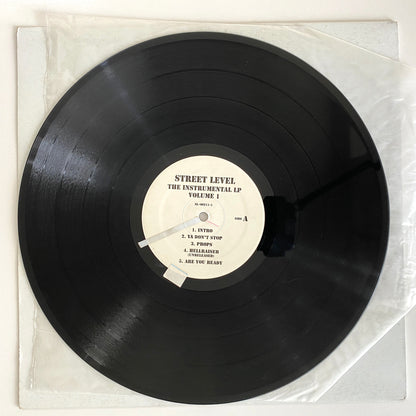 STREET LEVEL
THE INSTRUMENTAL LP
VOLUME 1
SIDE A
1. INTRO
2. YA DON'T STOP
3. PROPS
4. HELLRAISER
(UNRELEASED)
5. ARE YOU READY